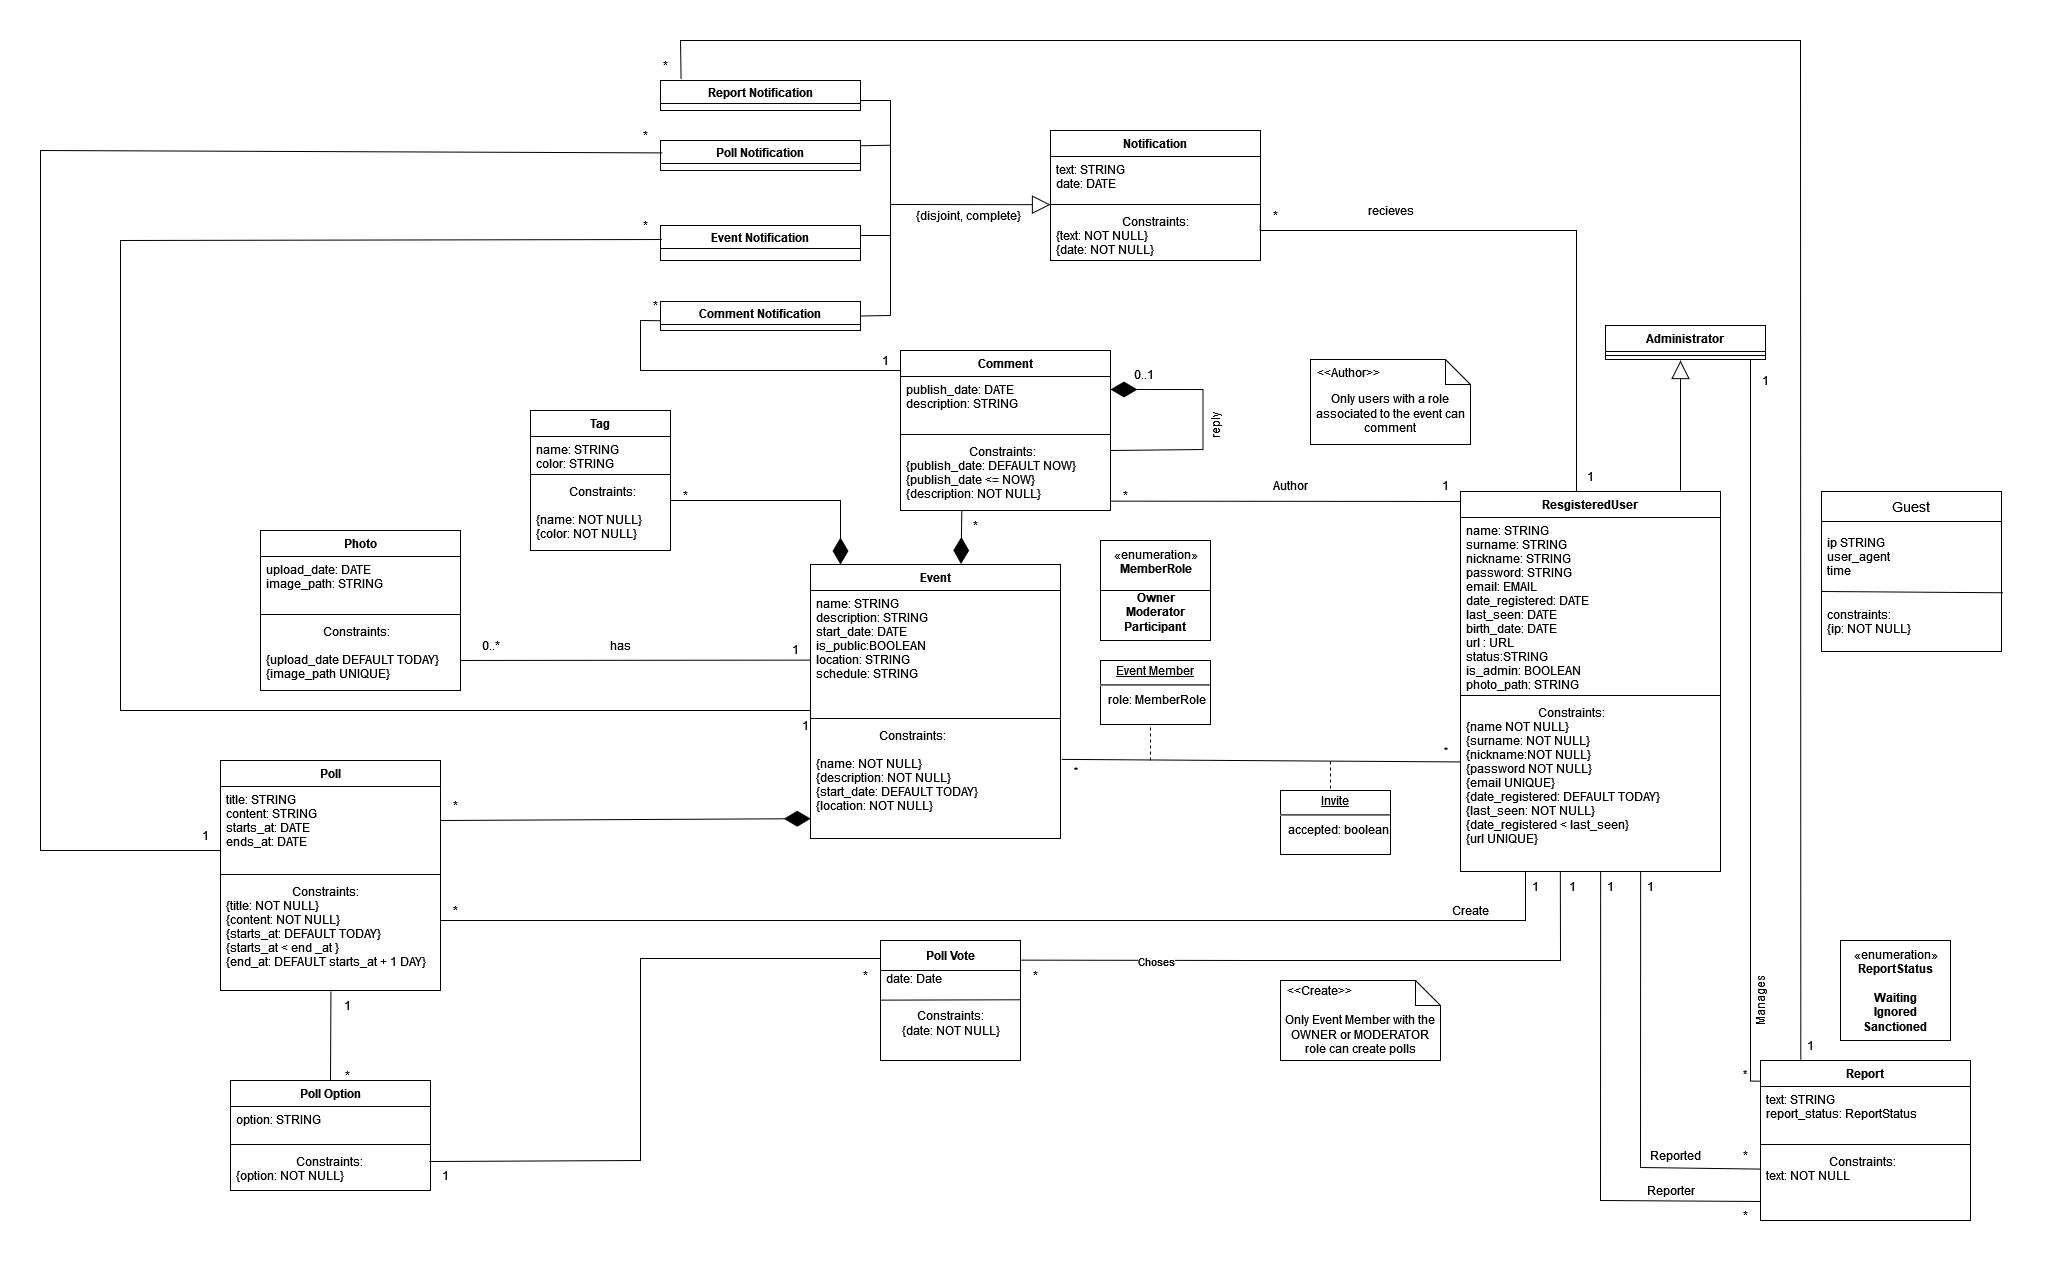 *
Report Notification
*
Poll Notification
*
Event Notification
*
Comment Notification
{disjoint, complete}
Notification
text: STRING
date: DATE
Constraints:
{text: NOT NULL}
{date: NOT NULL}
*
recieves
1
Administrator
1
1
Comment
publish_date: DATE
description: STRING
Constraints:
{publish_date: DEFAULT NOW}
{publish_date <= NOW}
{description: NOT NULL}
0..1
reply
<<Author>>
Only users with a role
associated to the event can
comment
*
Author
1
*
Tag
name: STRING
color: STRING
Constraints:
{name: NOT NULL}
{color: NOT NULL}
*
Photo
upload_date: DATE
image_path: STRING
Constraints:
{upload_date DEFAULT TODAY}
{image_path UNIQUE}
0..*
has
1
Event
name: STRING
description: STRING
start_date: DATE
is_public:BOOLEAN
location: STRING
schedule: STRING
Constraints:
{name: NOT NULL}
{description: NOT NULL}
{start_date: DEFAULT TODAY}
{location: NOT NULL}
1
«enumeration»
MemberRole
Owner
Moderator
Participant
Event Member
role: MemberRole
*
*
Invite
accepted: boolean
ResgisteredUser
name: STRING
surname: STRING
nickname: STRING
password: STRING
email: EMAIL
date_registered: DATE
last_seen: DATE
birth_date: DATE
url : URL
status:STRING
is_admin: BOOLEAN
photo_path: STRING
Constraints:
{name NOT NULL}
{surname: NOT NULL}
{nickname:NOT NULL}
{password NOT NULL}
{email UNIQUE}
{date_registered: DEFAULT TODAY}
{last_seen: NOT NULL}
{date_registered < last_seen}
{url UNIQUE}
Guest
ip STRING
user_agent
time
constraints:
{ip: NOT NULL}
1
Poll
title: STRING
content: STRING
starts_at: DATE
ends_at: DATE
Constraints:
{title: NOT NULL}
{content: NOT NULL}
{starts_at: DEFAULT TODAY}
{starts_at < end _at }
{end_at: DEFAULT starts_at + 1 DAY}
*
*
Create
1
1
1
1
1
*
Poll Option
option: STRING
Constraints:
{option: NOT NULL}
1
*
Poll Vote
date: Date
Constraints:
{date: NOT NULL}
*
Choses
<<Create>>
Only Event Member with the
OWNER or MODERATOR
role can create polls
Manages
«enumeration»
ReportStatus
Waiting
Ignored
Sanctioned
1
*
Report
text: STRING
report_status: ReportStatus
Constraints:
text: NOT NULL
Reported
*
Reporter
*